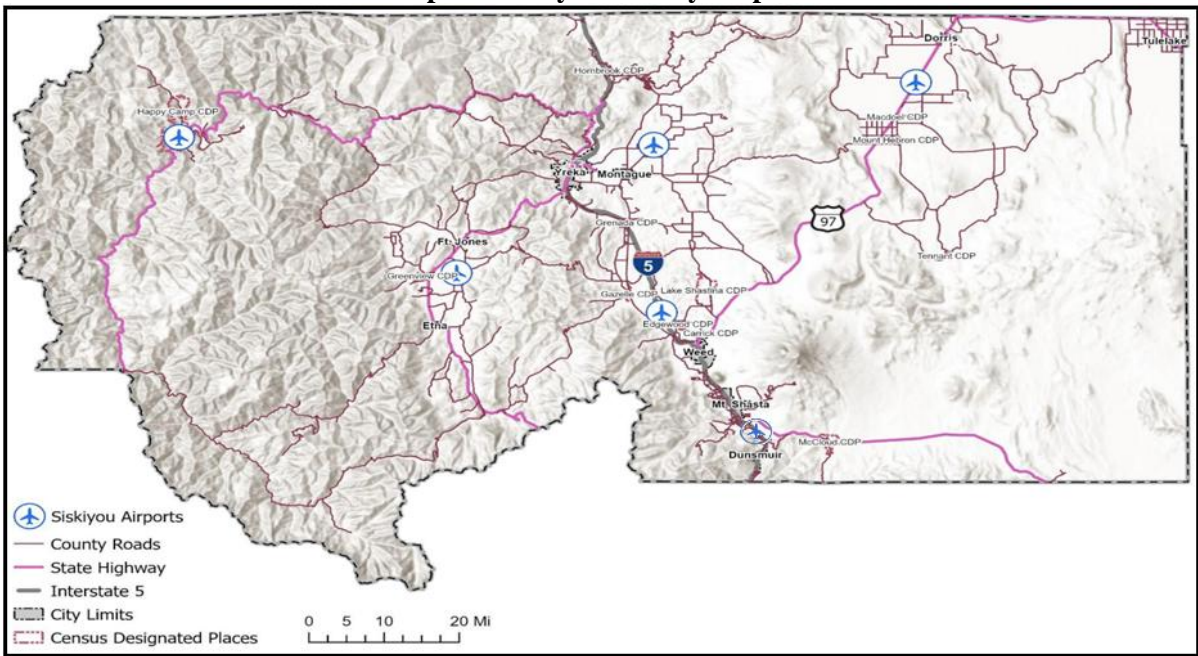 Hornbrook CDP
Dorris
Tulelake
Happy Camp CDP
Macdoel CDP
Mount Hebron CDP
Yreka
Montague
Grenada CDP
97
Ft. Jones
Tennant CDP
5
Greenview CDP
Gazelle CDP
Lake Shastina CDP
Etna
Edgewood CDP
Carrick CDP
Weed
Mt. Shasta
McCloud CDP
Dunsmuir
Siskiyou Airports
County Roads
State Highway
Interstate 5
City Limits
Census Designated Places
0 5 10 20 Mi